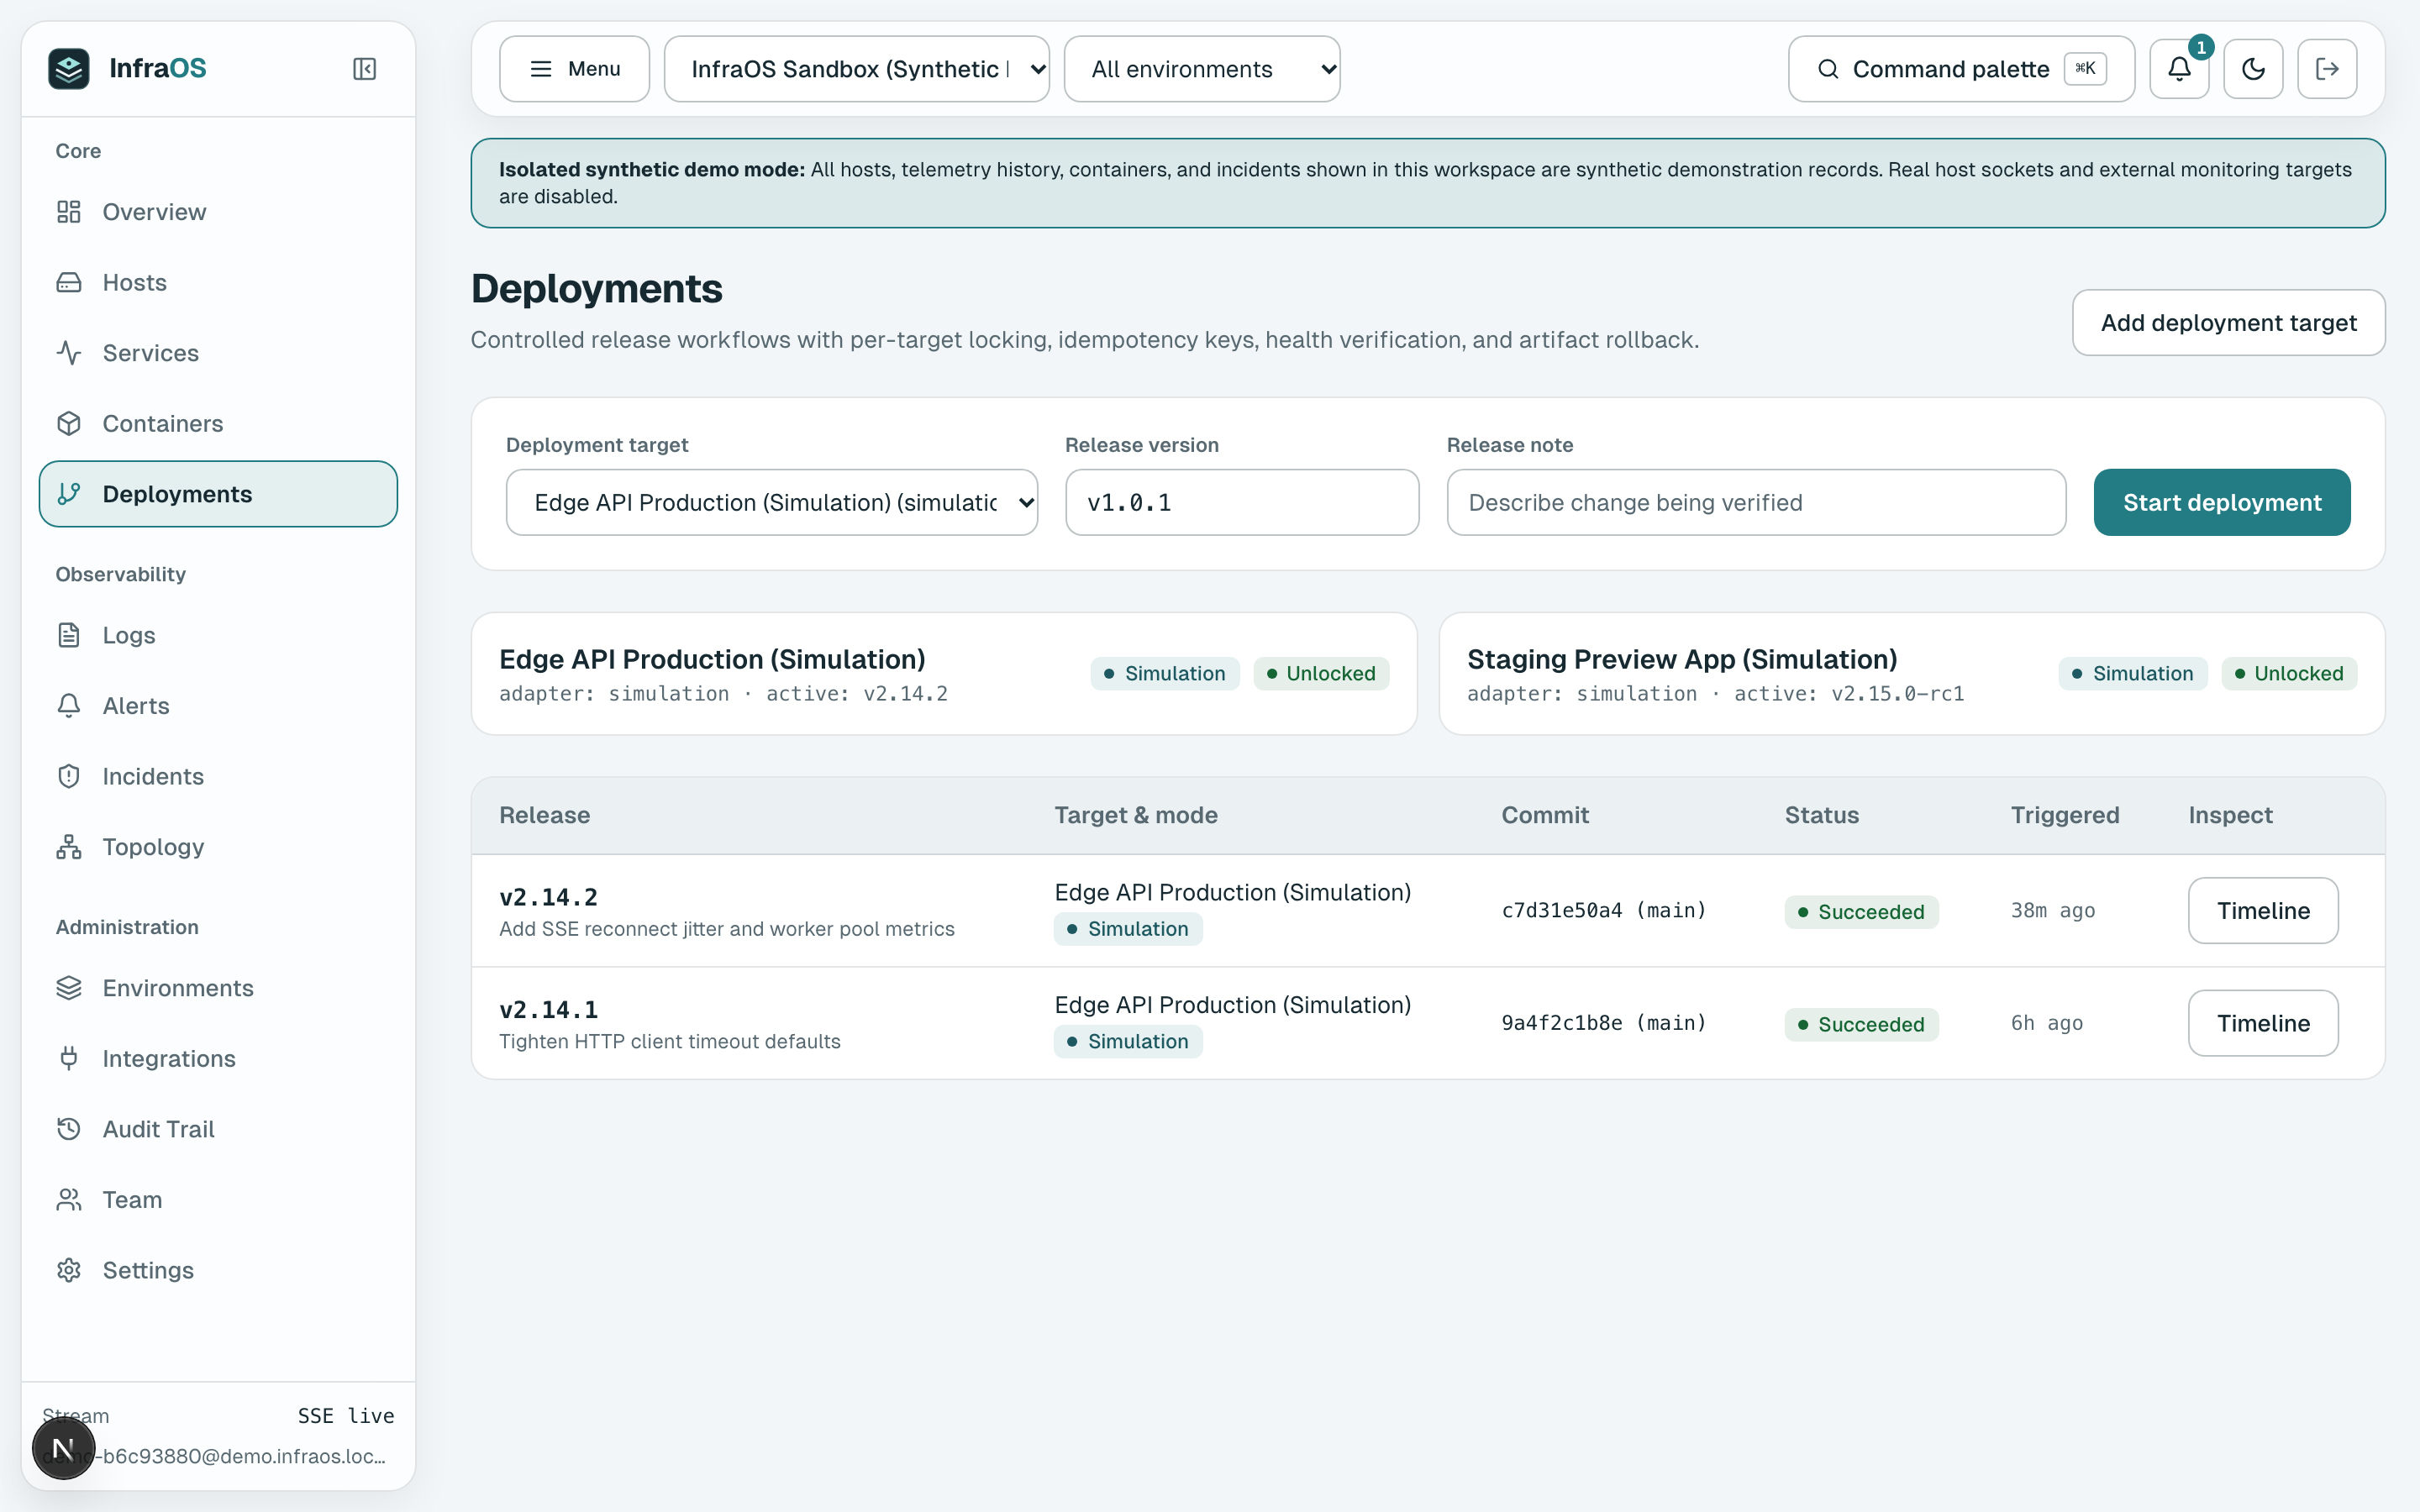 InfraOS
Menu
InfraOS Sandbox (Synthetic
All environments
Command palette
⌘K
1
Core
Overview
Hosts
Services
Containers
Deployments
Observability
Logs
Alerts
Incidents
Topology
Administration
Environments
Integrations
Audit Trail
Team
Settings
Stream
SSE live
N
-b6c93880@demo.infraos.loc...
Isolated synthetic demo mode: All hosts, telemetry history, containers, and incidents shown in this workspace are synthetic demonstration records. Real host sockets and external monitoring targets
are disabled.
Deployments
Controlled release workflows with per-target locking, idempotency keys, health verification, and artifact rollback.
Add deployment target
Deployment target
Release version
Release note
Edge API Production (Simulation) (simulatic
v1.0.1
Describe change being verified
Start deployment
Edge API Production (Simulation)
adapter: simulation · active: v2.14.2
Simulation
Unlocked
Staging Preview App (Simulation)
adapter: simulation · active: v2.15.0-rc1
Simulation
Unlocked
Release
Target & mode
Commit
Status
Triggered
Inspect
v2.14.2
Add SSE reconnect jitter and worker pool metrics
Edge API Production (Simulation)
Simulation
c7d31e50a4 (main)
Succeeded
38m ago
Timeline
v2.14.1
Tighten HTTP client timeout defaults
Edge API Production (Simulation)
Simulation
9a4f2c1b8e (main)
Succeeded
6h ago
Timeline